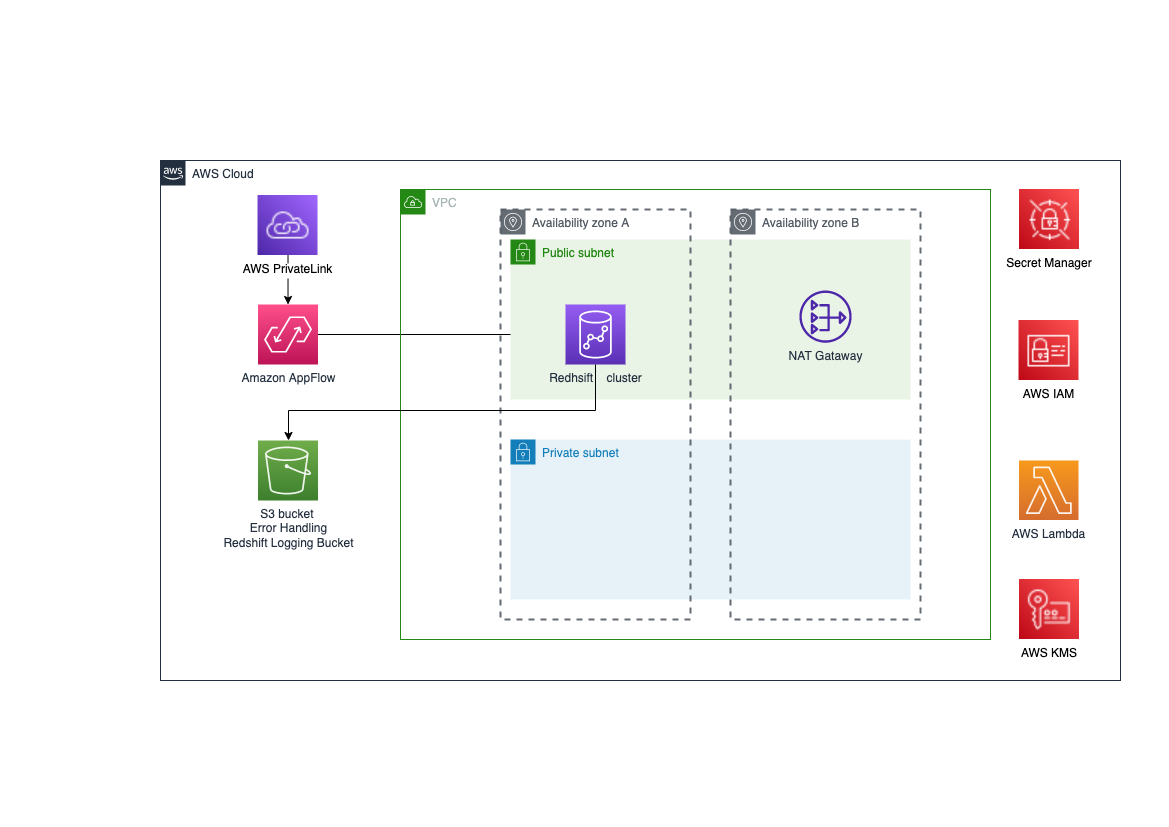 aws
AWS Cloud
AWS PrivateLink
Amazon AppFlow
S3 bucket
Error Handling
Redshift Logging Bucket
VPC
Availability zone A
Availability zone B
Public subnet
Redhsift cluster
NAT Gataway
Private subnet
Secret Manager
AWS IAM
AWS Lambda
AWS KMS